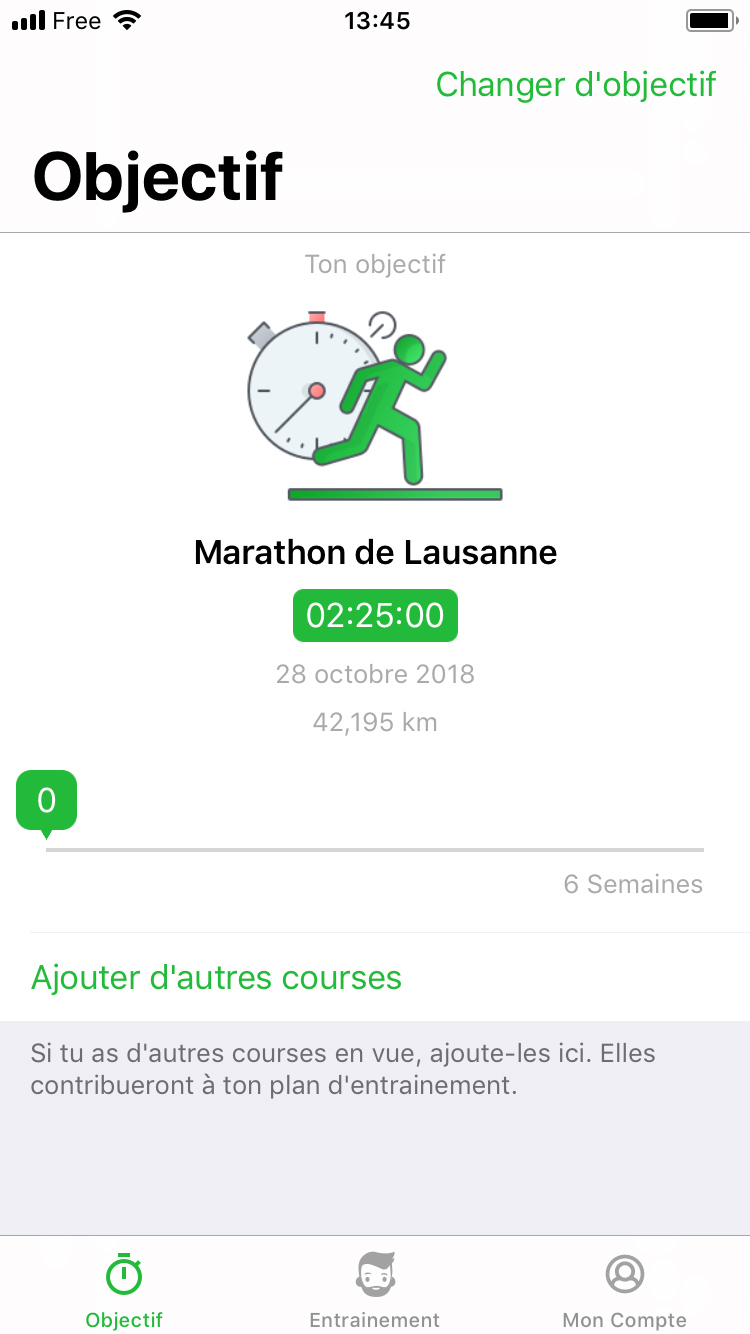 Free 13:45
Changer d'objectif
Objectif
Ton objectif
Marathon de Lausanne
02:25:00
28 octobre 2018
42,195 km
0
6 Semaines
Ajouter d'autres courses
Si tu as d'autres courses en vue, ajoute-les ici. Elles
contribueront à ton plan d'entrainement.
Objectif Entrainement Mon Compte